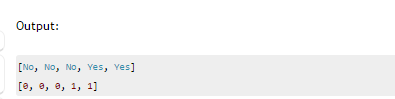 Output:
[No, No, No, Yes, Yes]
[0, 0, 0, 1, 1]